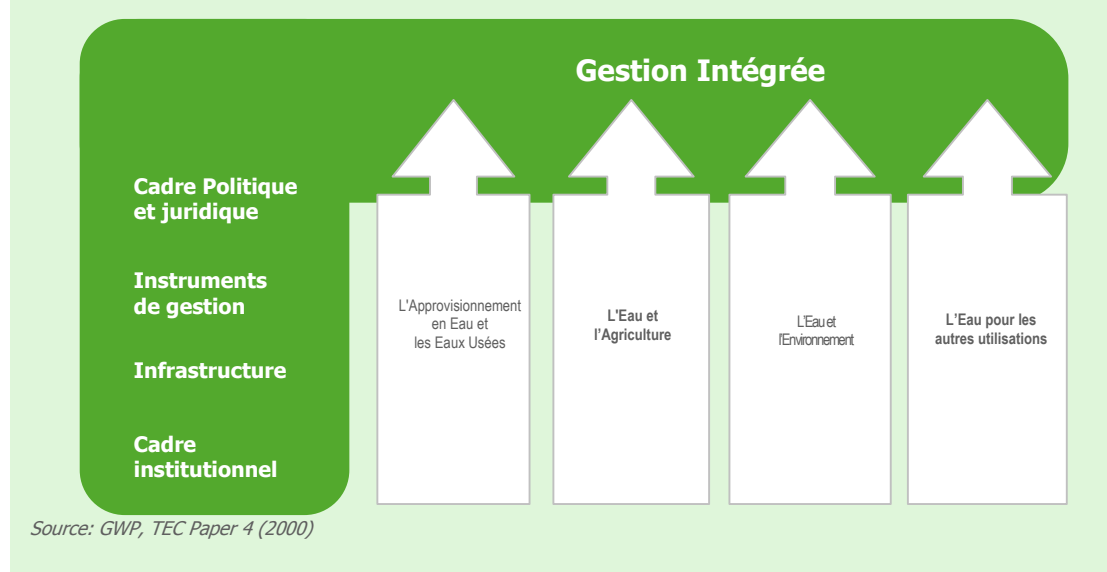 Gestion Intégrée
Cadre Politique
et juridique
Instruments
de gestion
Infrastructure
Cadre
institutionnel
L'Approvisionnement
en Eau et
les Eaux Usées
L'Eau et
l'Agriculture
L'Eau et
l'Environnement
L'Eau pour les
autres utilisations
Source: GWP, TEC Paper 4 (2000)